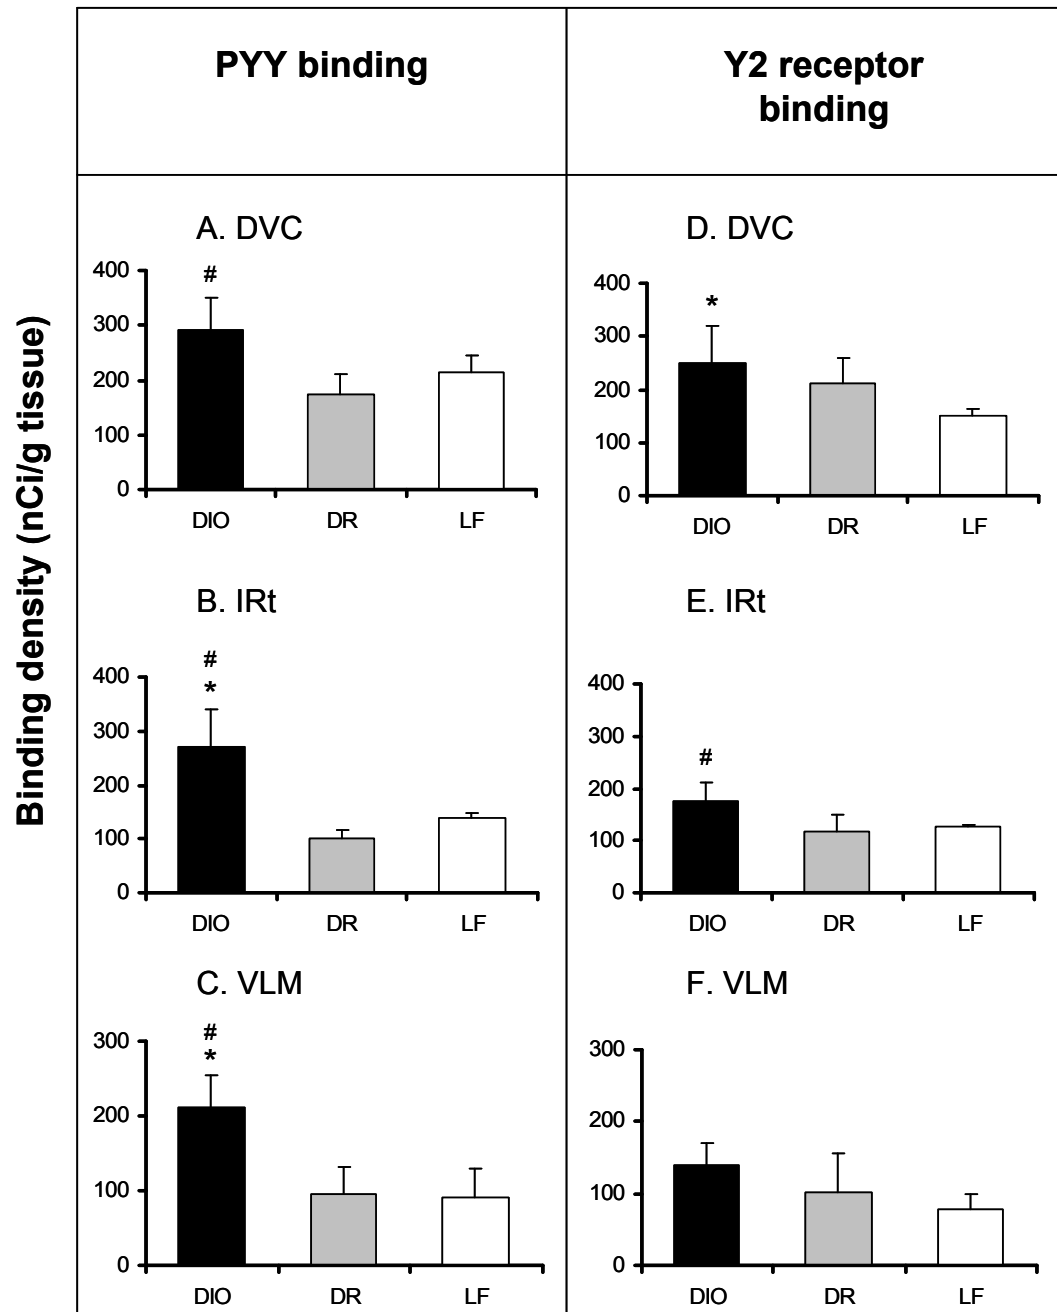 PYY binding
Y2 receptor
binding
Binding density (nCi/g tissue)
A. DVC
400
300
200
100
0
#
DIO
DR
LF
D. DVC
400
300
200
100
0
*
DIO
DR
LF
B. IRt
400
300
200
100
0
#
*
DIO
DR
LF
E. IRt
400
300
200
100
0
#
DIO
DR
LF
C. VLM
300
200
100
0
#
*
DIO
DR
LF
F. VLM
300
200
100
0
DIO
DR
LF